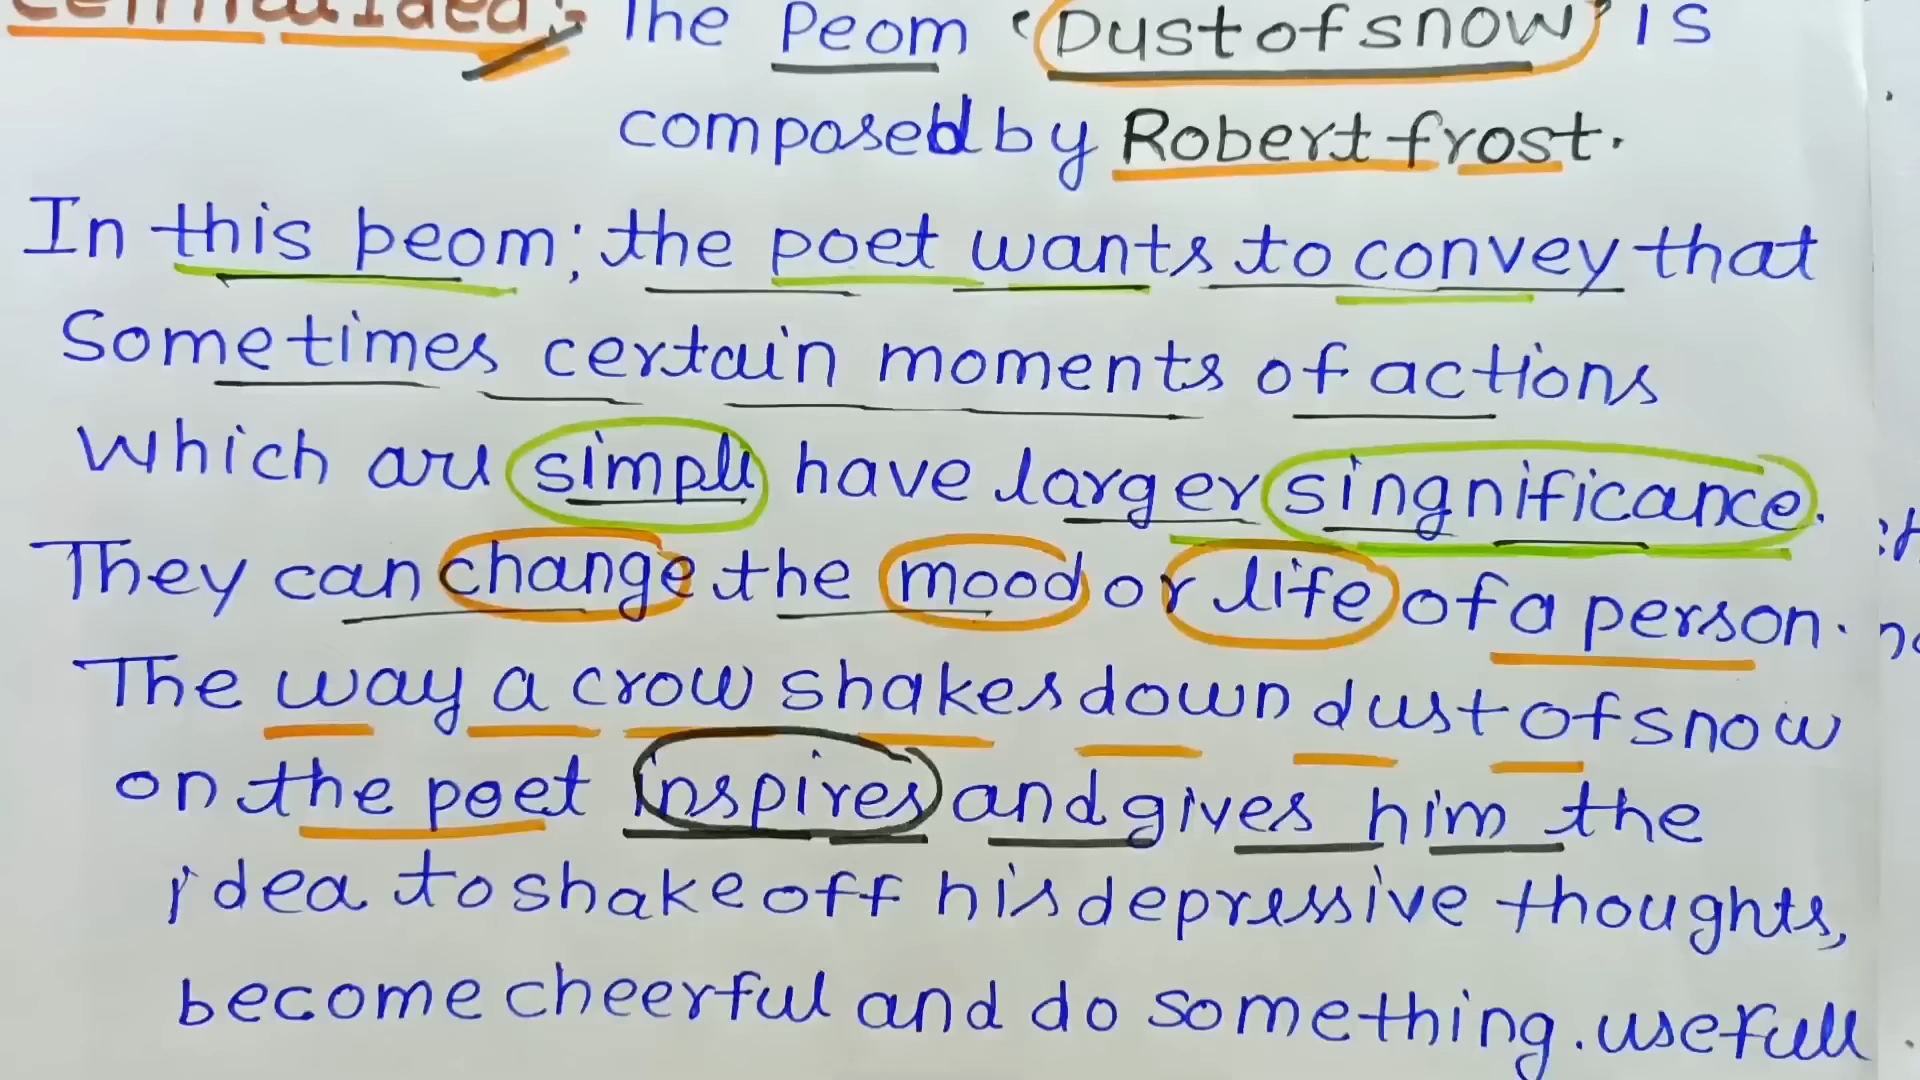 Central Idea : The Peom 'Dust of snow' is
composed by Robert frost.
In this beom; the poet wants to convey that
Sometimes certain moments of actions
which are simple have larger singnificance.
They can change the mood or life of a person.
The way a crow shakes down dust of snow
on the poet inspires and gives him the
idea to shake off his depressive thoughts,
become cheerful and do something. usefull.